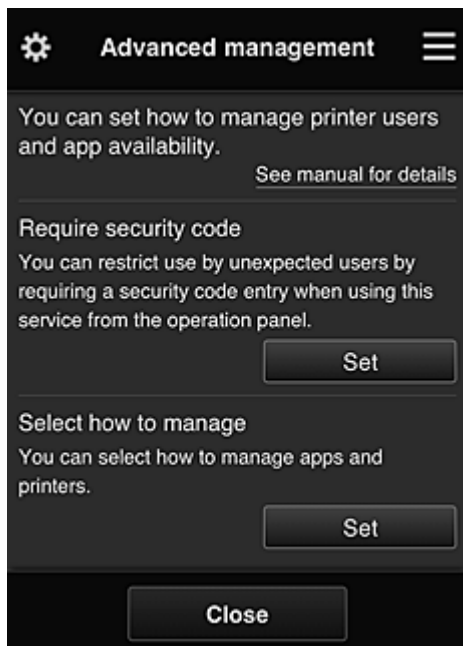 Advanced management
You can set how to manage printer users
and app availability.
See manual for details
Require security code
You can restrict use by unexpected users by
requiring a security code entry when using this
service from the operation panel.
Set
Select how to manage
You can select how to manage apps and
printers.
Set
Close